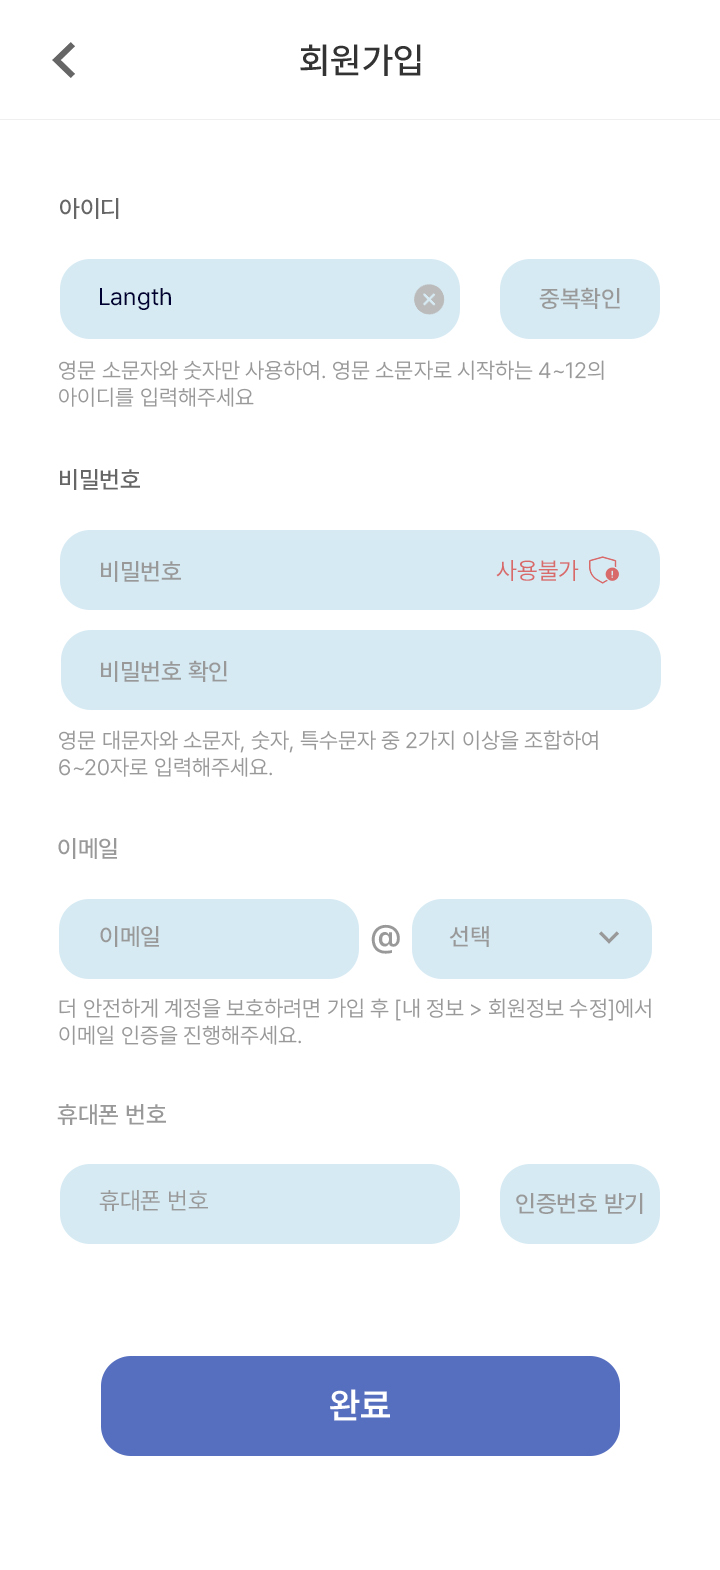 회원가입
아이디
Langth
중복확인
영문 소문자와 숫자만 사용하여. 영문 소문자로 시작하는 4~12의
아이디를 입력해주세요
비밀번호
비밀번호
사용불가
비밀번호 확인
영문 대문자와 소문자, 숫자, 특수문자 중 2가지 이상을 조합하여
6~20자로 입력해주세요.
이메일
이메일 @ 선택
더 안전하게 계정을 보호하려면 가입 후 [내 정보 > 회원정보 수정]에서
이메일 인증을 진행해주세요.
휴대폰 번호
휴대폰 번호
인증번호 받기
완료